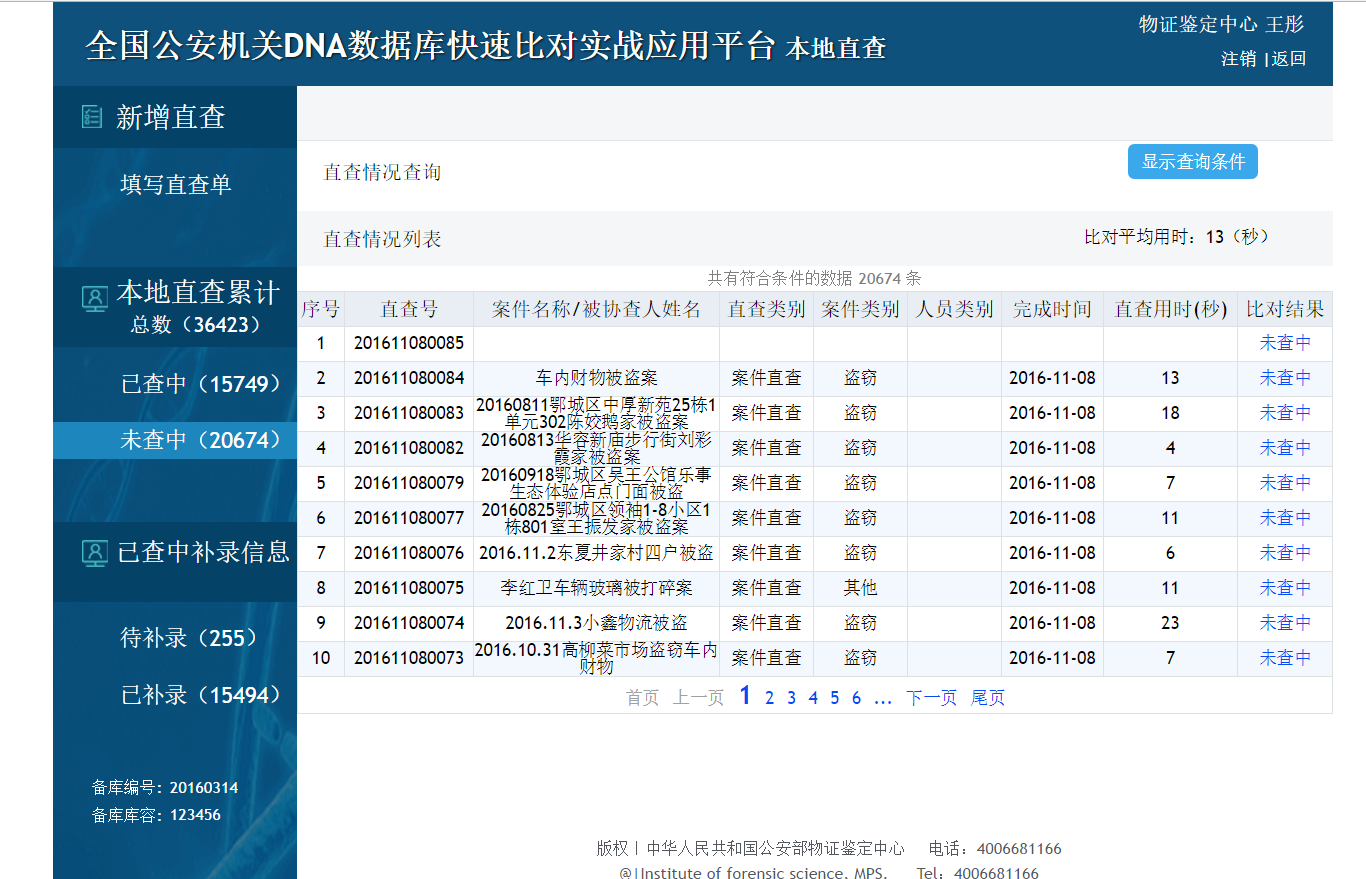 全国公安机关DNA数据库快速比对实战应用平台 本地直查
物证鉴定中心 王彤
注销 |返回
新增直查
填写直查单
本地直查累计
总数（36423）
已查中（15749）
未查中（20674）
已查中补录信息
待补录（255）
已补录（15494）
备库编号：20160314
备库库容：123456
直查情况查询
显示查询条件
直查情况列表
比对平均用时：13（秒）
共有符合条件的数据 20674 条
序号 直查号 案件名称/被协查人姓名 直查类别 案件类别 人员类别 完成时间 直查用时(秒) 比对结果
1 201611080085 未查中
2 201611080084 车内财物被盗案 案件直查 盗窃 2016-11-08 13 未查中
3 201611080083 20160811鄂城区中厚新苑25栋1
单元302陈姣鹅家被盗案 案件直查 盗窃 2016-11-08 18 未查中
4 201611080082 20160813华容新庙步行街刘彩
霞家被盗案 案件直查 盗窃 2016-11-08 4 未查中
5 201611080079 20160918鄂城区吴王公馆乐事
生态体验店点门面被盗 案件直查 盗窃 2016-11-08 7 未查中
6 201611080077 20160825鄂城区领袖1-8小区1
栋801室王振发家被盗案 案件直查 盗窃 2016-11-08 11 未查中
7 201611080076 2016.11.2东夏井家村四户被盗 案件直查 盗窃 2016-11-08 6 未查中
8 201611080075 李红卫车辆玻璃被打碎案 案件直查 其他 2016-11-08 11 未查中
9 201611080074 2016.11.3小鑫物流被盗 案件直查 盗窃 2016-11-08 23 未查中
10 201611080073 2016.10.31高柳菜市场盗窃车内
财物 案件直查 盗窃 2016-11-08 7 未查中
首页 上一页 1 2 3 4 5 6 ... 下一页 尾页
版权 | 中华人民共和国公安部物证鉴定中心 电话：4006681166
@|Institute of forensic science, MPS. Tel：4006681166